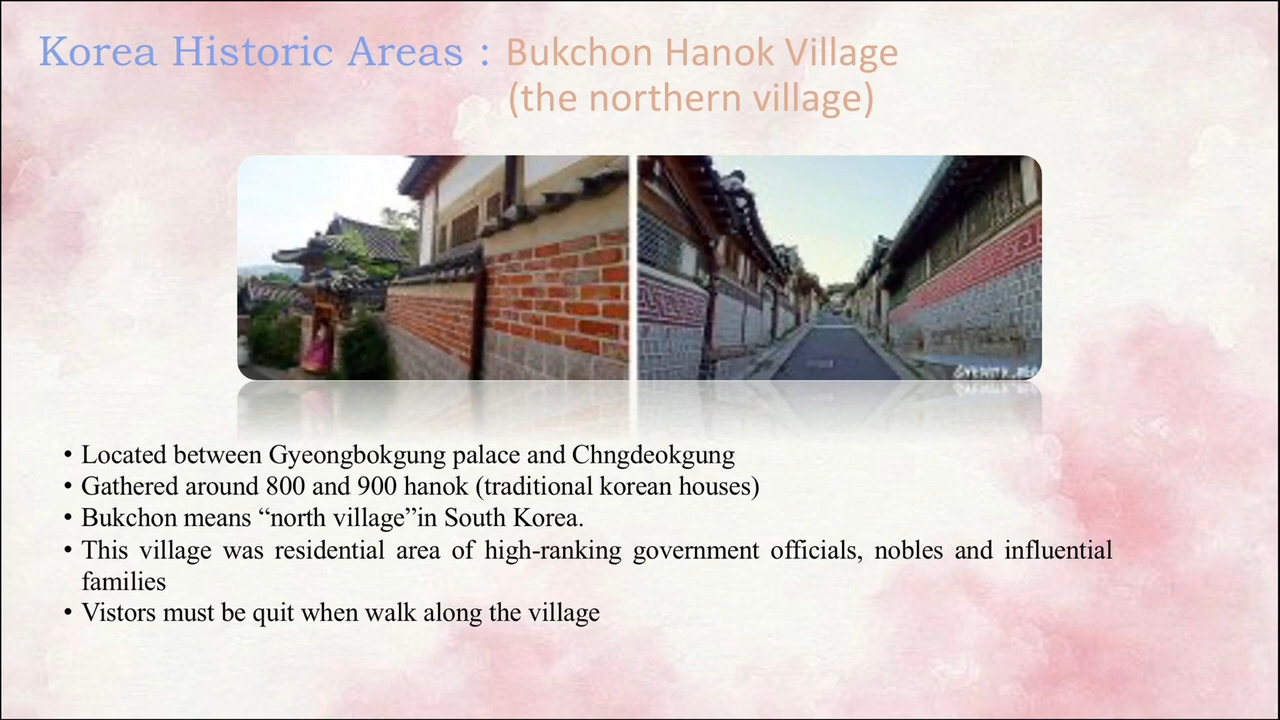 Korea Historic Areas : Bukchon Hanok Village
(the northern village)
• Located between Gyeongbokgung palace and Chngdeokgung
• Gathered around 800 and 900 hanok (traditional korean houses)
• Bukchon means “north village”in South Korea.
• This village was residential area of high-ranking government officials, nobles and influential
families
• Vistors must be quit when walk along the village